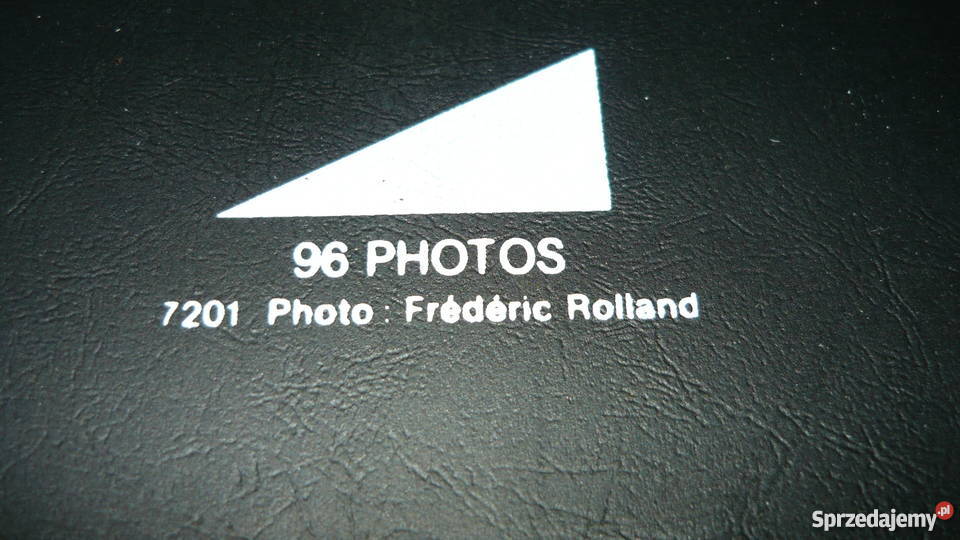 96 PHOTOS
7201 Photo : Frédéric Rolland
Sprzedajemy.pl